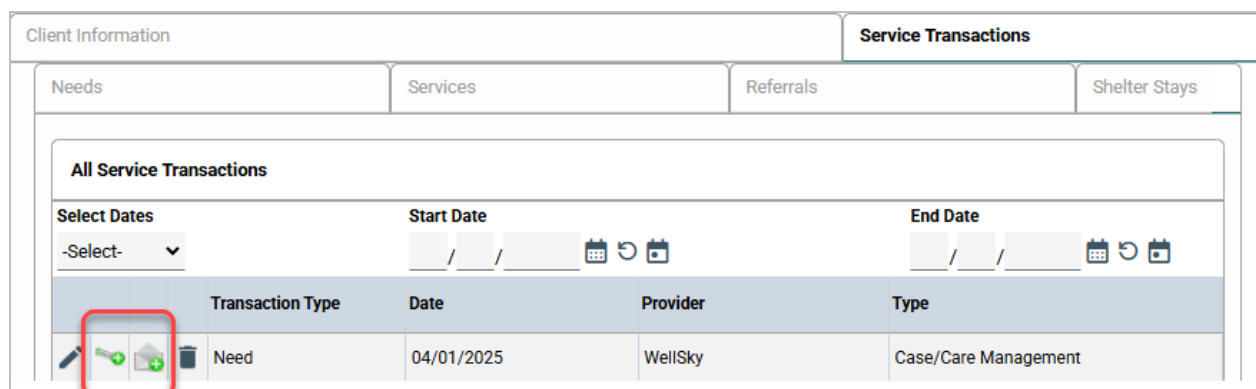 Client Information Service Transactions
Needs Services Referrals Shelter Stays
All Service Transactions
Select Dates Start Date End Date
-Select- / / / /
Transaction Type Date Provider Type
Need 04/01/2025 WellSky Case/Care Management